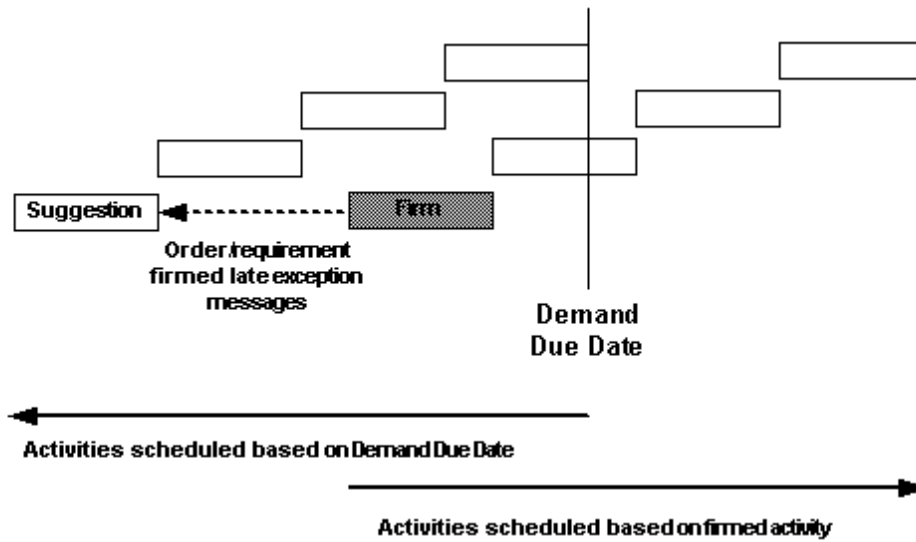 Suggestion
Firm
Order/requirement
firmed late exception
messages
Demand
Due Date
Activities scheduled based on Demand Due Date
Activities scheduled based on firmed activity